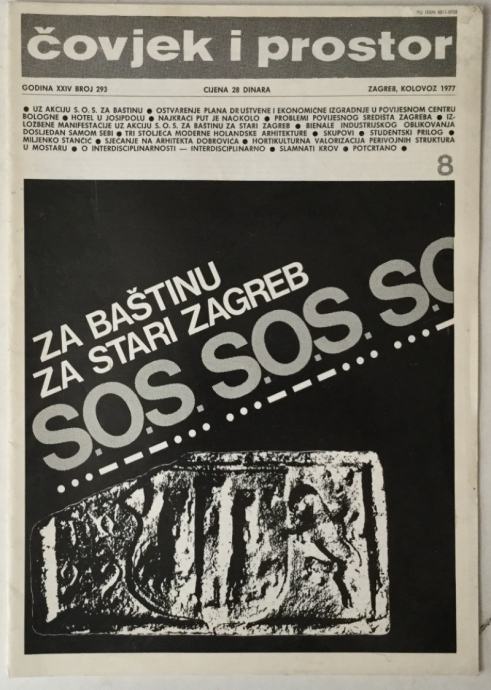 čovjek i prostor
GODINA XXIV BROJ 293 CIJENA 28 DINARA ZAGREB, KOLOVOZ 1977
● UZ AKCIJU S. O. S. ZA BAŠTINU ● OSTVARENJE PLANA DRUŠTVENE I EKONOMIČNE IZGRADNJE U POVIJESNOM CENTRU
BOLOGNE ● HOTEL U JOSIPDOLU ● NAJKRAĆI PUT JE NAOKOLO ● PROBLEMI POVIJESNOG SREDIŠTA ZAGREBA ● IZ-
LOŽBENE MANIFESTACIJE UZ AKCIJU S. O. S. ZA BAŠTINU ZA STARI ZAGREB ● BIENALE INDUSTRIJSKOG OBLIKOVANJA
DOSLJEDAN SAMOM SEBI ● TRI STOLJEĆA MODERNE HOLANDSKE ARHITEKTURE ● SKUPOVI ● STUDENTSKI PRILOG ●
MILJENKO STANČIĆ ● SJEĆANJE NA ARHITEKTA DOBROVIĆA ● HORTIKULTURNA VALORIZACIJA PERIVOJNIH STRUKTURA
U MOSTARU ● O INTERDISCIPLINARNOSTI — INTERDISCIPLINARNO ● SLAMNATI KROV ● POTCRTANO ●
8
ZA BAŠTINU
ZA STARI ZAGREB
S.O.S. S.O.S. S.O